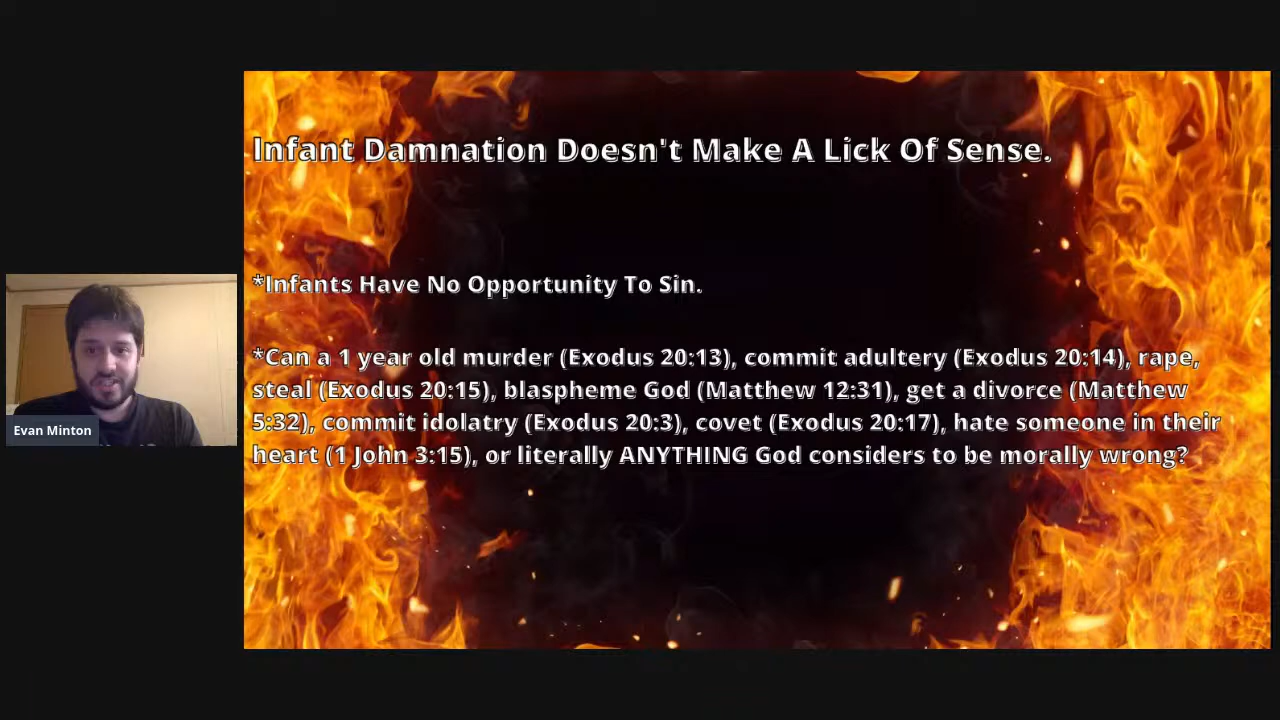 Infant Damnation Doesn't Make A Lick Of Sense.
*Infants Have No Opportunity To Sin.
*Can a 1 year old murder (Exodus 20:13), commit adultery (Exodus 20:14), rape,
steal (Exodus 20:15), blaspheme God (Matthew 12:31), get a divorce (Matthew
5:32), commit idolatry (Exodus 20:3), covet (Exodus 20:17), hate someone in their
heart (1 John 3:15), or literally ANYTHING God considers to be morally wrong?
Evan Minton